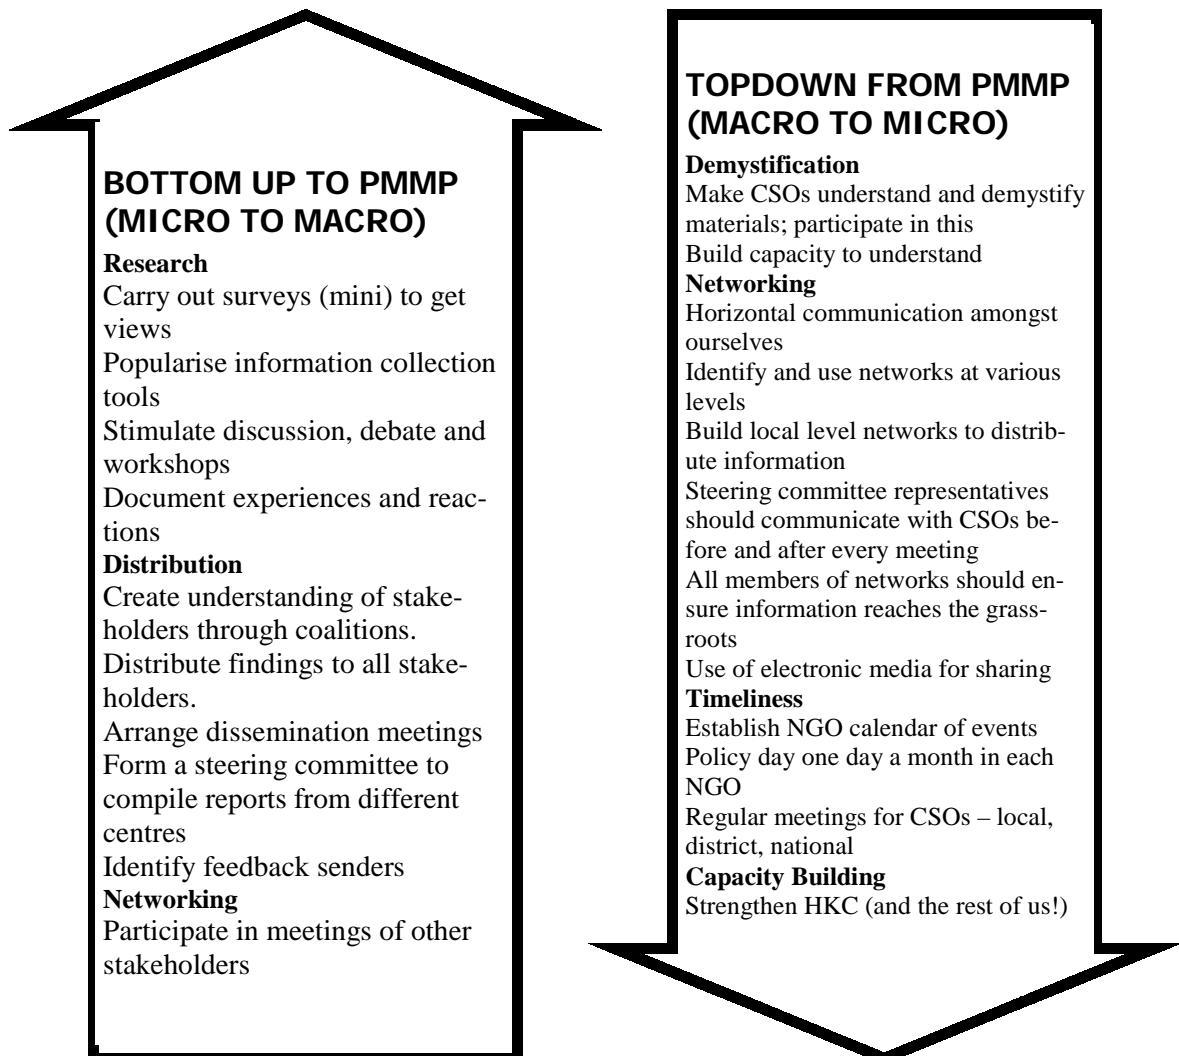 BOTTOM UP TO PMMP
(MICRO TO MACRO)
Research
Carry out surveys (mini) to get
views
Popularise information collection
tools
Stimulate discussion, debate and
workshops
Document experiences and reac-
tions
Distribution
Create understanding of stake-
holders through coalitions.
Distribute findings to all stake-
holders.
Arrange dissemination meetings
Form a steering committee to
compile reports from different
centres
Identify feedback senders
Networking
Participate in meetings of other
stakeholders
TOPDOWN FROM PMMP
(MACRO TO MICRO)
Demystification
Make CSOs understand and demystify
materials; participate in this
Build capacity to understand
Networking
Horizontal communication amongst
ourselves
Identify and use networks at various
levels
Build local level networks to distrib-
ute information
Steering committee representatives
should communicate with CSOs be-
fore and after every meeting
All members of networks should en-
sure information reaches the grass-
roots
Use of electronic media for sharing
Timeliness
Establish NGO calendar of events
Policy day one day a month in each
NGO
Regular meetings for CSOs – local,
district, national
Capacity Building
Strengthen HKC (and the rest of us!)